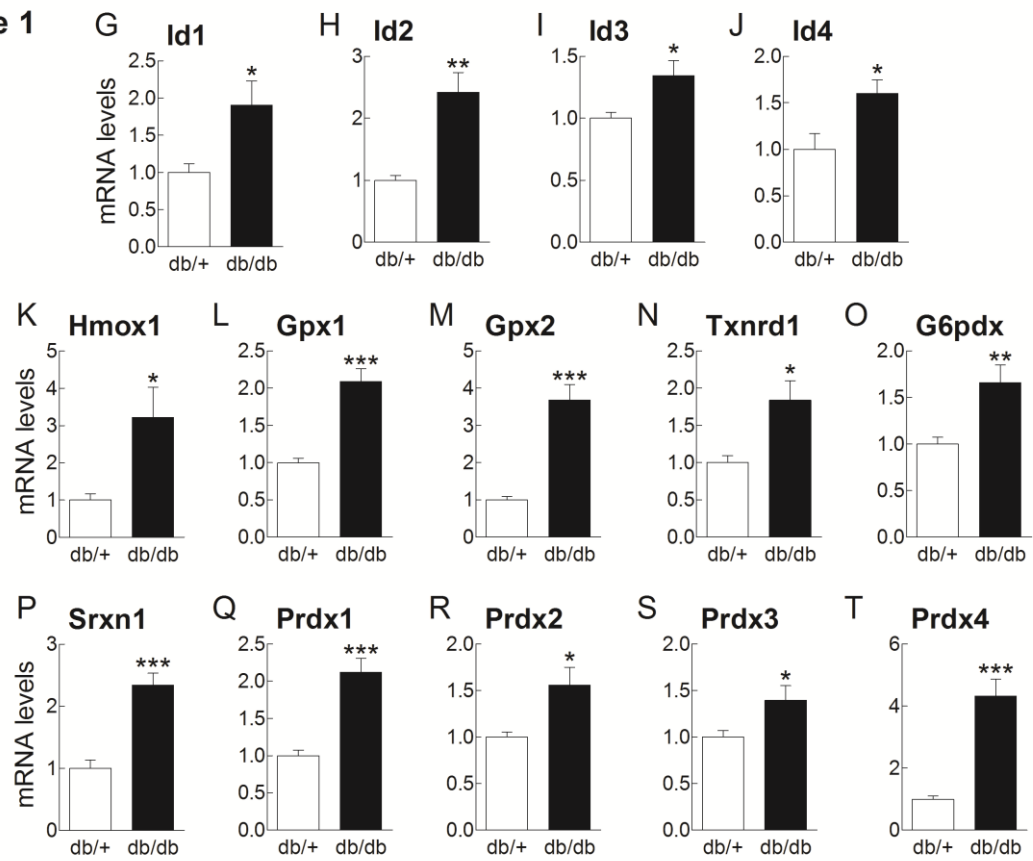 e 1
G Id1 H Id2 I Id3 J Id4
mRNA levels
2.5 3 1.5 2.0
2.0 1.5
2 1.0
1.5
1.0 1.0
1 0.5
0.5 0.5
0.0 0 0.0 0.0
* ** * *
db/+ db/db db/+ db/db db/+ db/db db/+ db/db
K Hmox1 L Gpx1 M Gpx2 N Txnrd1 O G6pdx
mRNA levels
5 2.5 5 2.5 2.0
4 2.0 4 2.0 1.5
3 1.5 3 1.5
1.0
2 1.0 2 1.0
1 0.5 1 0.5 0.5
0 0.0 0 0.0 0.0
* *** *** * **
db/+ db/db db/+ db/db db/+ db/db db/+ db/db db/+ db/db
P Srxn1 Q Prdx1 R Prdx2 S Prdx3 T Prdx4
mRNA levels
3 2.5 2.0 2.0 6
2.0 1.5 1.5
2 4
1.5
1.0 1.0
1 1.0 2
0.5 0.5 0.5
0 0.0 0.0 0.0 0
*** *** * * ***
db/+ db/db db/+ db/db db/+ db/db db/+ db/db db/+ db/db